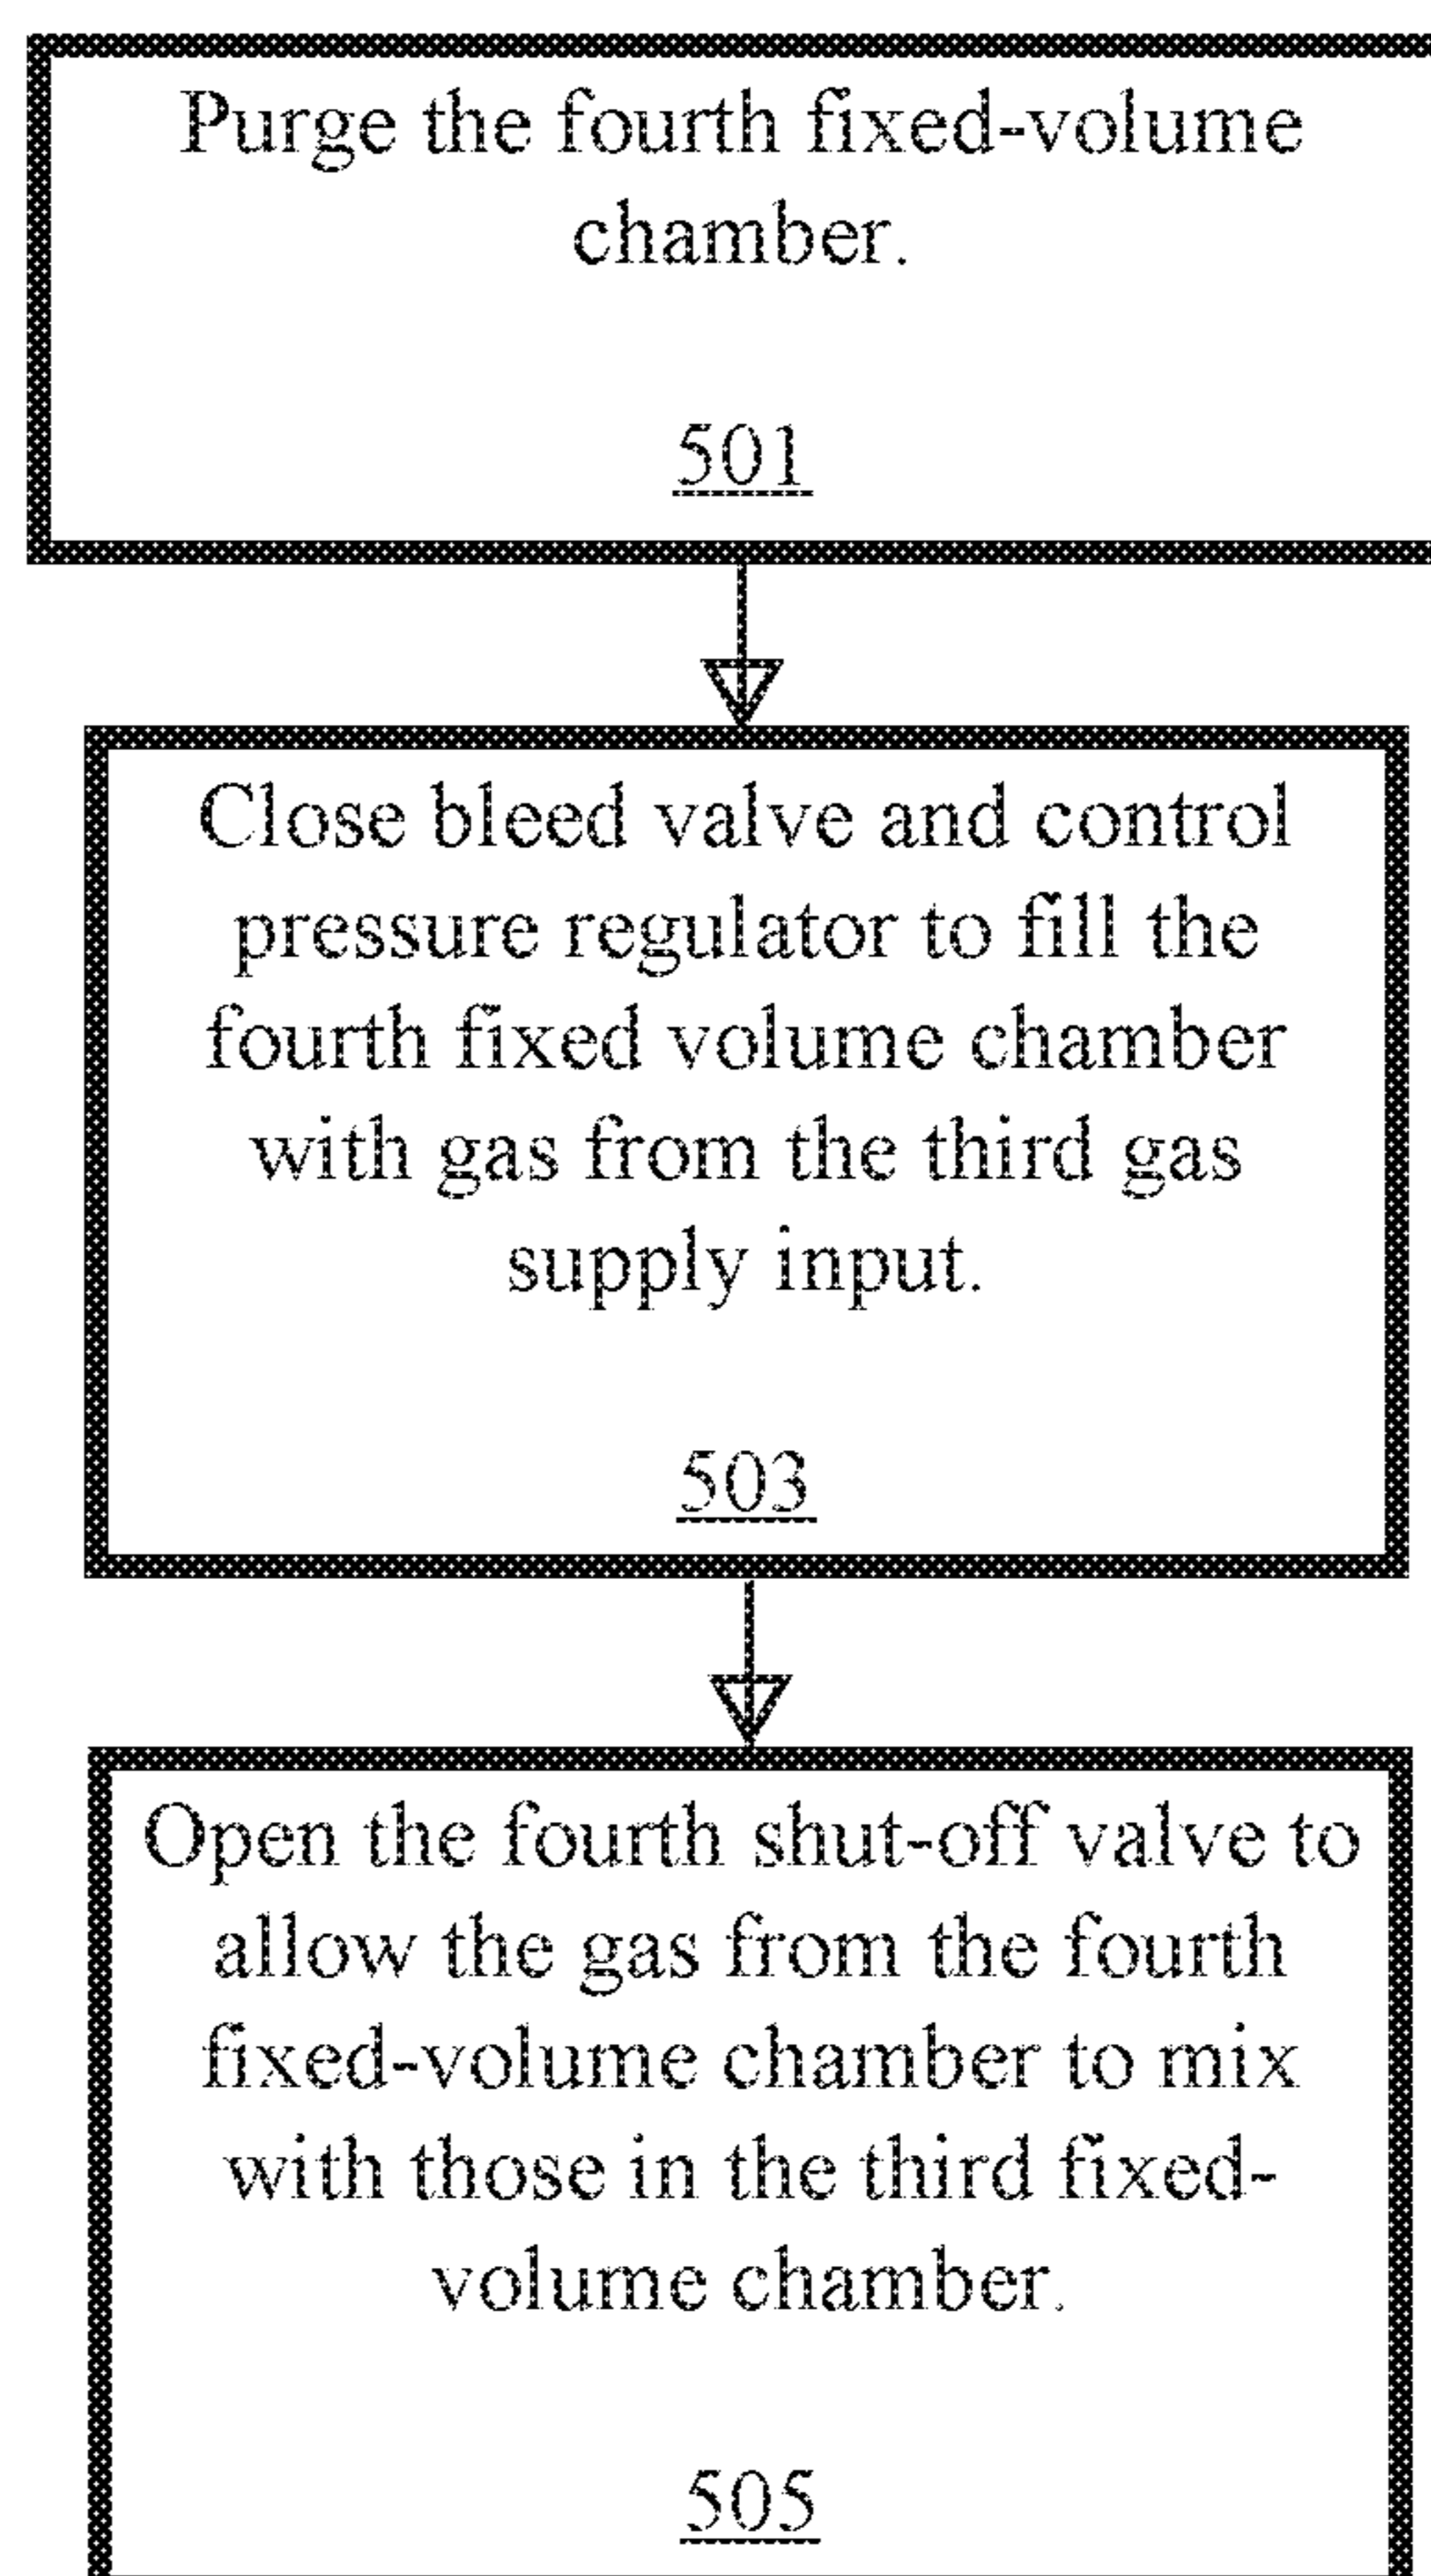 Purge the fourth fixed-volume
chamber.
501
Close bleed valve and control
pressure regulator to fill the
fourth fixed volume chamber
with gas from the third gas
supply input.
503
Open the fourth shut-off valve to
allow the gas from the fourth
fixed-volume chamber to mix
with those in the third fixed-
volume chamber.
505